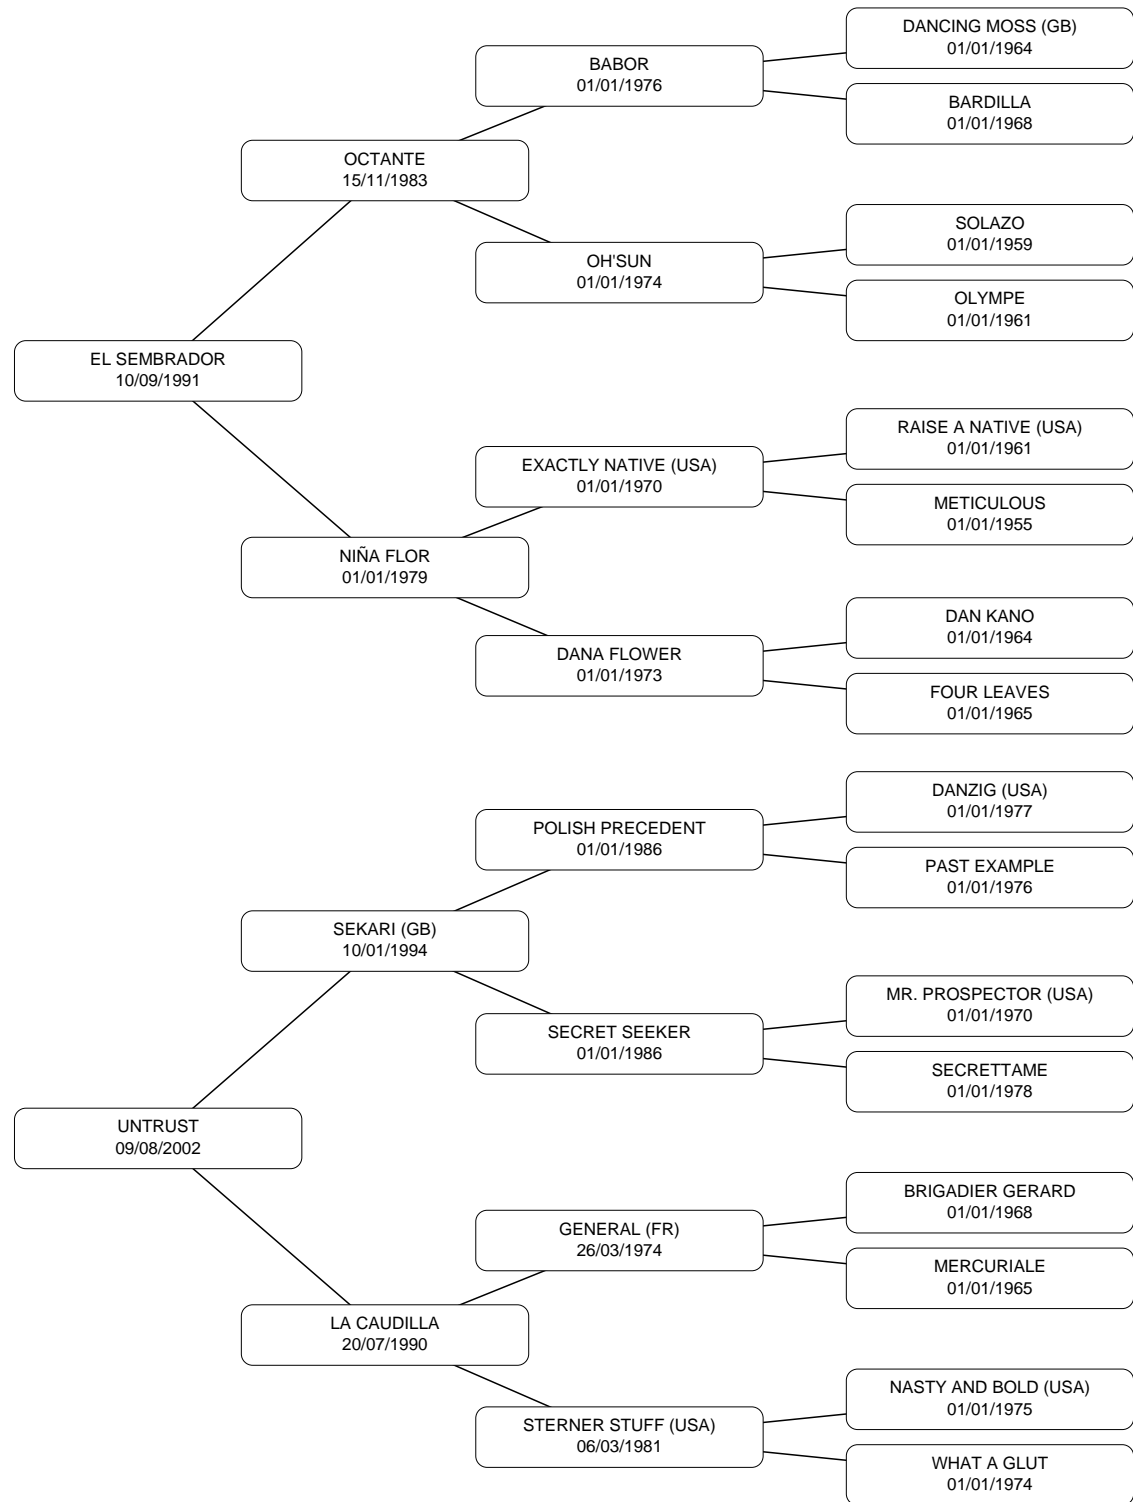 DANCING MOSS (GB)
01/01/1964
BABOR
01/01/1976
BARDILLA
01/01/1968
OCTANTE
15/11/1983
SOLAZO
01/01/1959
OH'SUN
01/01/1974
OLYMPE
01/01/1961
EL SEMBRADOR
10/09/1991
RAISE A NATIVE (USA)
01/01/1961
EXACTLY NATIVE (USA)
01/01/1970
METICULOUS
01/01/1955
NIÑA FLOR
01/01/1979
DAN KANO
01/01/1964
DANA FLOWER
01/01/1973
FOUR LEAVES
01/01/1965
DANZIG (USA)
01/01/1977
POLISH PRECEDENT
01/01/1986
PAST EXAMPLE
01/01/1976
SEKARI (GB)
10/01/1994
MR. PROSPECTOR (USA)
01/01/1970
SECRET SEEKER
01/01/1986
SECRETTAME
01/01/1978
UNTRUST
09/08/2002
BRIGADIER GERARD
01/01/1968
GENERAL (FR)
26/03/1974
MERCURIALE
01/01/1965
LA CAUDILLA
20/07/1990
NASTY AND BOLD (USA)
01/01/1975
STERNER STUFF (USA)
06/03/1981
WHAT A GLUT
01/01/1974